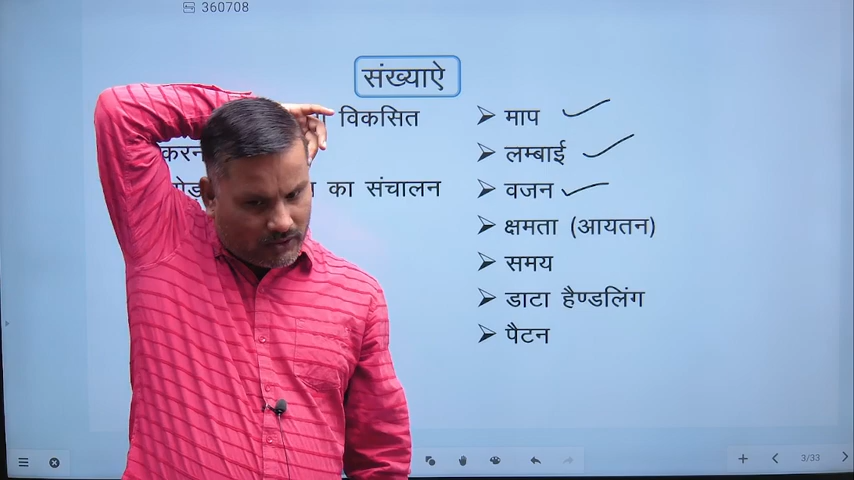 360708
संख्याऐ
विकसित
करन
का संचालन
माप
लम्बाई
वजन
क्षमता (आयतन)
समय
डाटा हैण्डलिंग
पैटन
3/33